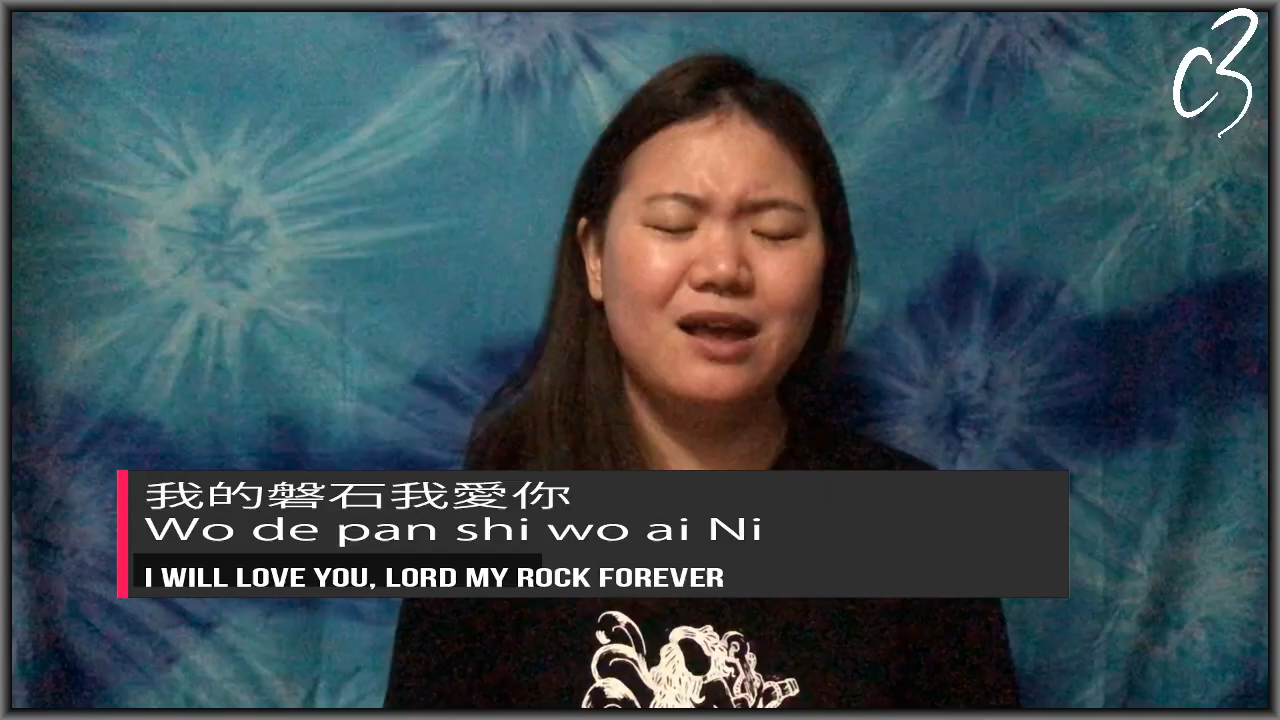 C3
我的磐石我愛你
Wo de pan shi wo ai Ni
I WILL LOVE YOU, LORD MY ROCK FOREVER